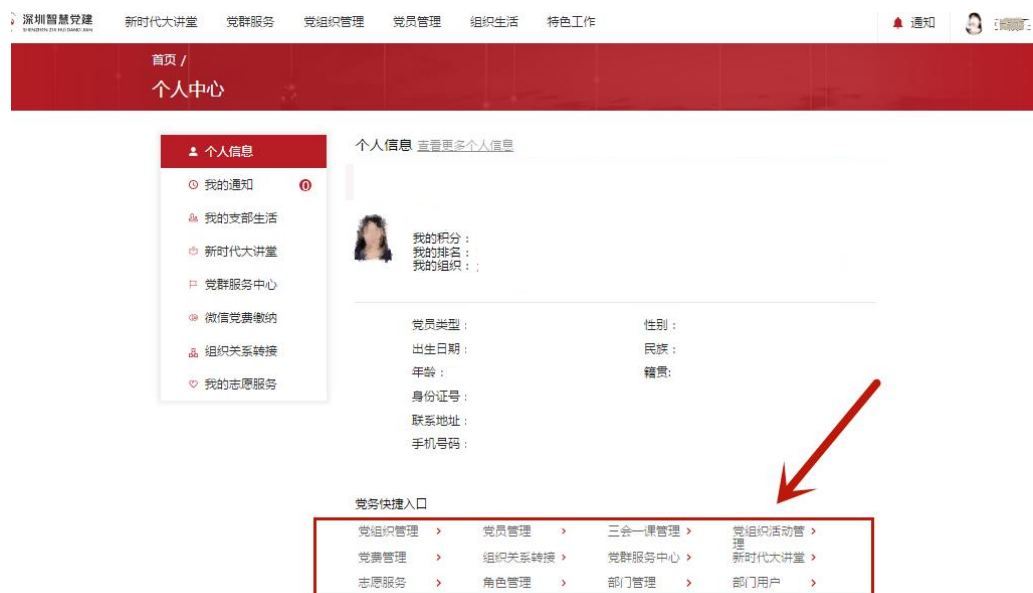 深圳智慧党建 新时代大讲堂 党群服务 党组织管理 党员管理 组织生活 特色工作 通知
SHENZHEN ZHI HUI DANG JIAN
首页 /
个人中心
个人信息
我的通知 0
我的支部生活
新时代大讲堂
党群服务中心
微信党费缴纳
组织关系转接
我的志愿服务
个人信息 查看更多个人信息
我的积分：
我的排名：
我的组织：
党员类型： 性别：
出生日期： 民族：
年龄： 籍贯:
身份证号：
联系地址：
手机号码：
党务快捷入口
党组织管理 > 党员管理 > 三会一课管理 > 党组织活动管理 >
党费管理 > 组织关系转接 > 党群服务中心 > 新时代大讲堂 >
志愿服务 > 角色管理 > 部门管理 > 部门用户 >